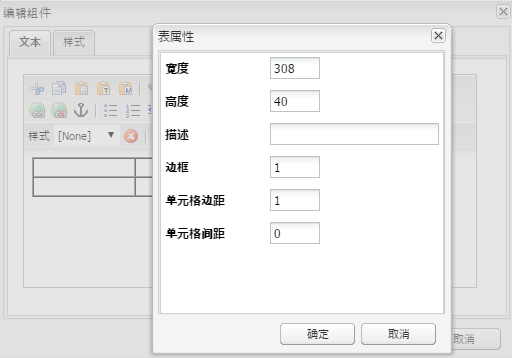 编辑组件
文本
样式
样式
[None]
表属性
宽度
308
高度
40
描述
边框
1
单元格边距
1
单元格间距
0
确定
取消
取消